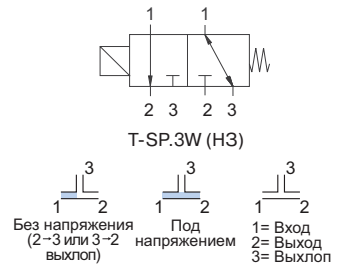 1 1
2 3 2 3
T-SP.3W (НЗ)
3 3 3
1 2 1 2 1 2
Без напряжения
(2→3 или 3→2
выхлоп)
Под
напряжением
1= Вход
2= Выход
3= Выхлоп